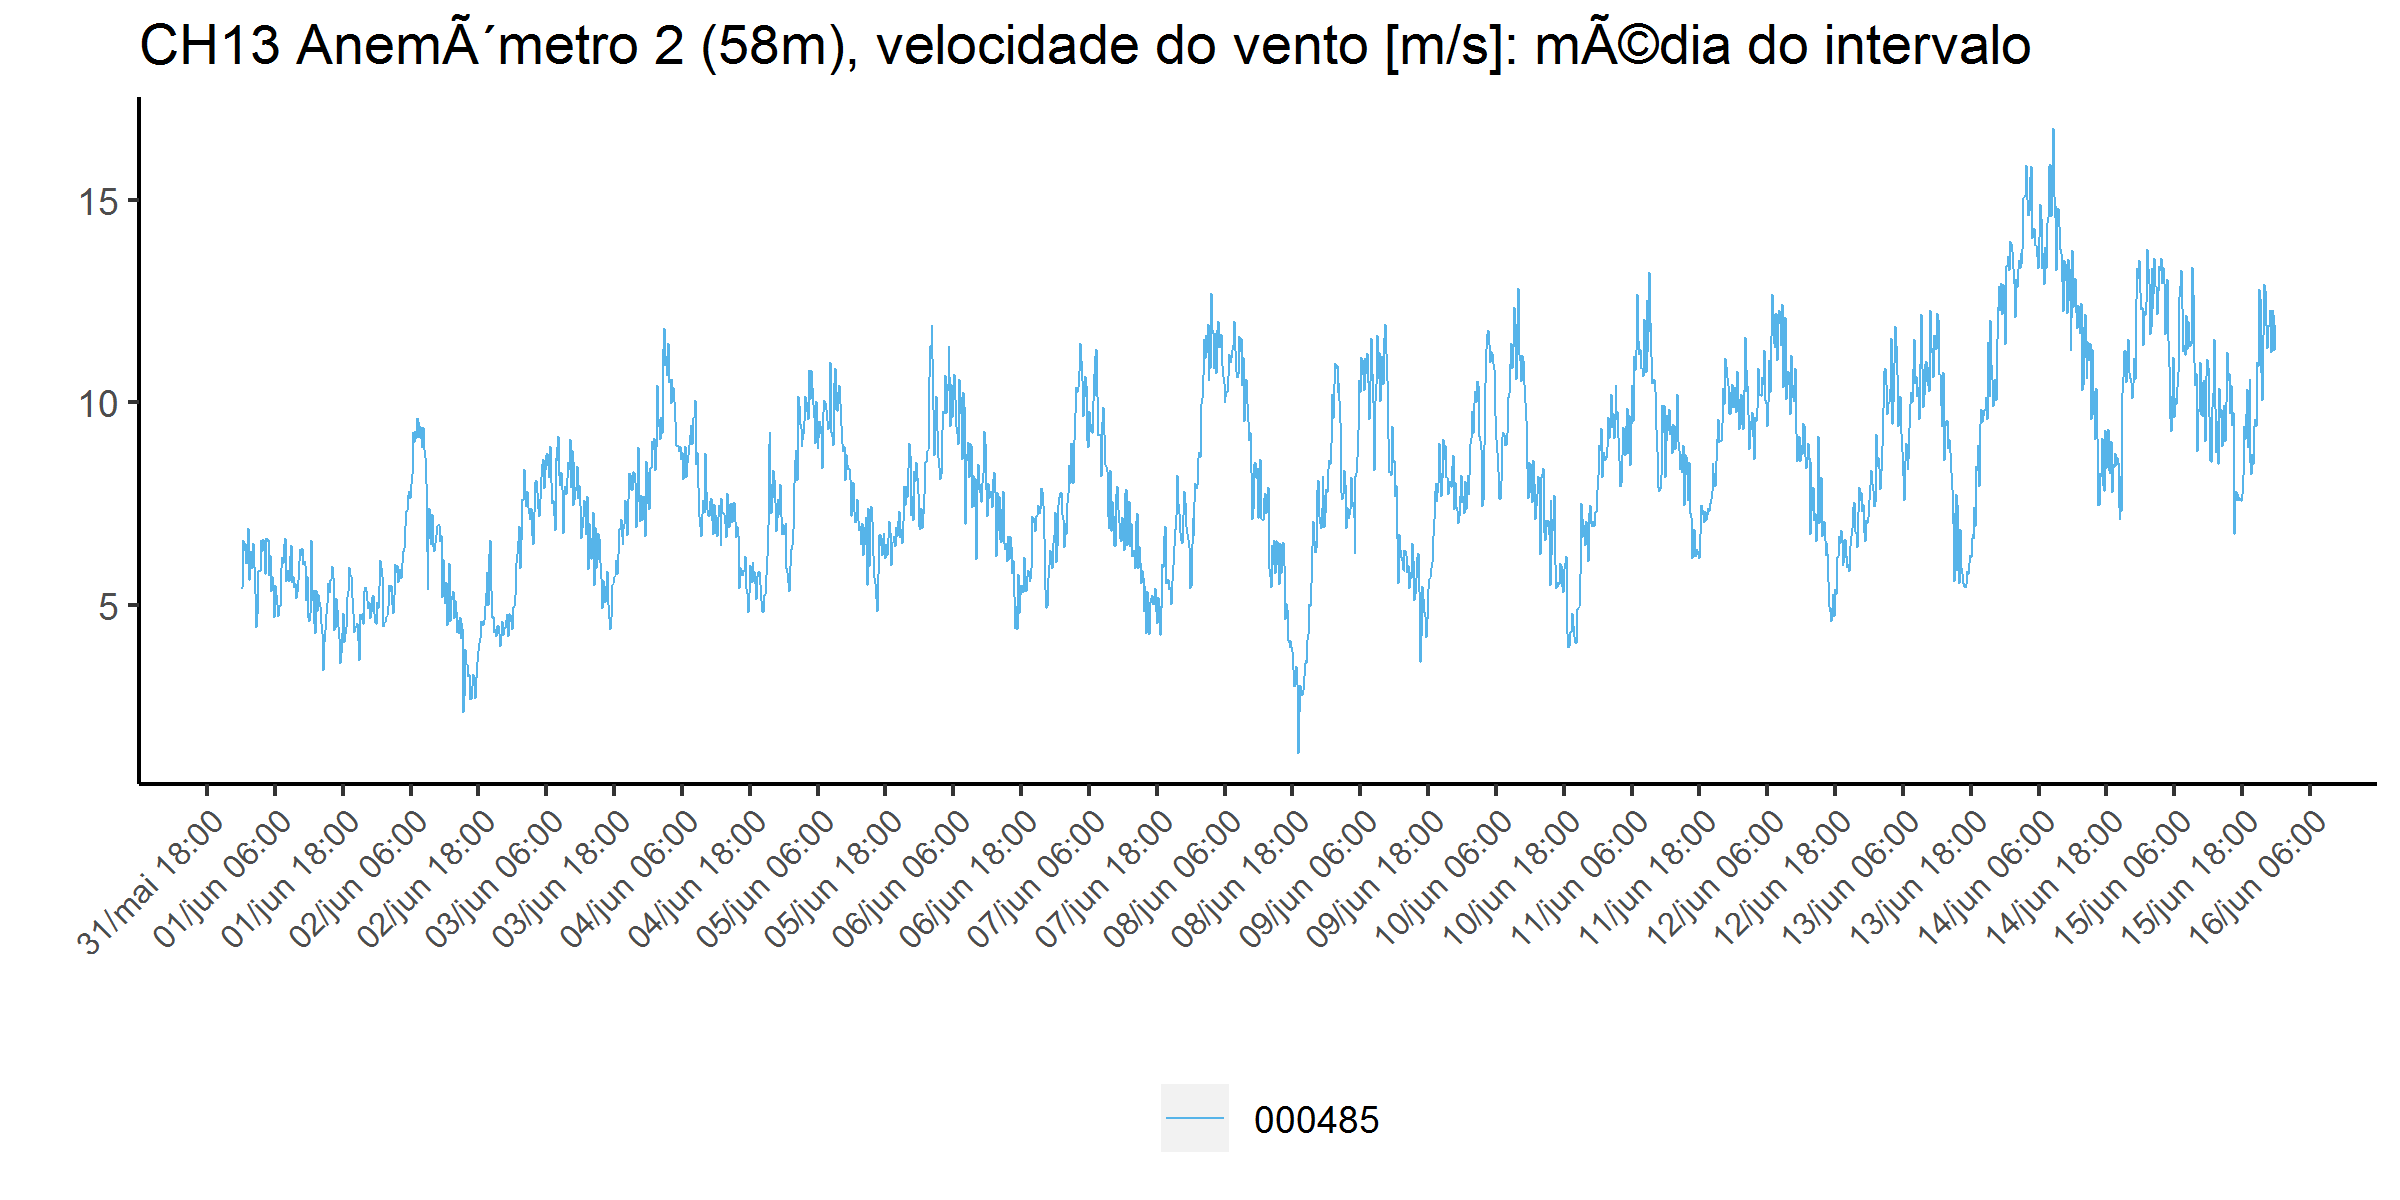 CH13 AnemÃ´metro 2 (58m), velocidade do vento [m/s]: mÃ©dia do intervalo
15
10
5
31/mai 18:00
01/jun 06:00
01/jun 18:00
02/jun 06:00
02/jun 18:00
03/jun 06:00
03/jun 18:00
04/jun 06:00
04/jun 18:00
05/jun 06:00
05/jun 18:00
06/jun 06:00
06/jun 18:00
07/jun 06:00
07/jun 18:00
08/jun 06:00
08/jun 18:00
09/jun 06:00
09/jun 18:00
10/jun 06:00
10/jun 18:00
11/jun 06:00
11/jun 18:00
12/jun 06:00
12/jun 18:00
13/jun 06:00
13/jun 18:00
14/jun 06:00
14/jun 18:00
15/jun 06:00
15/jun 18:00
16/jun 06:00
000485